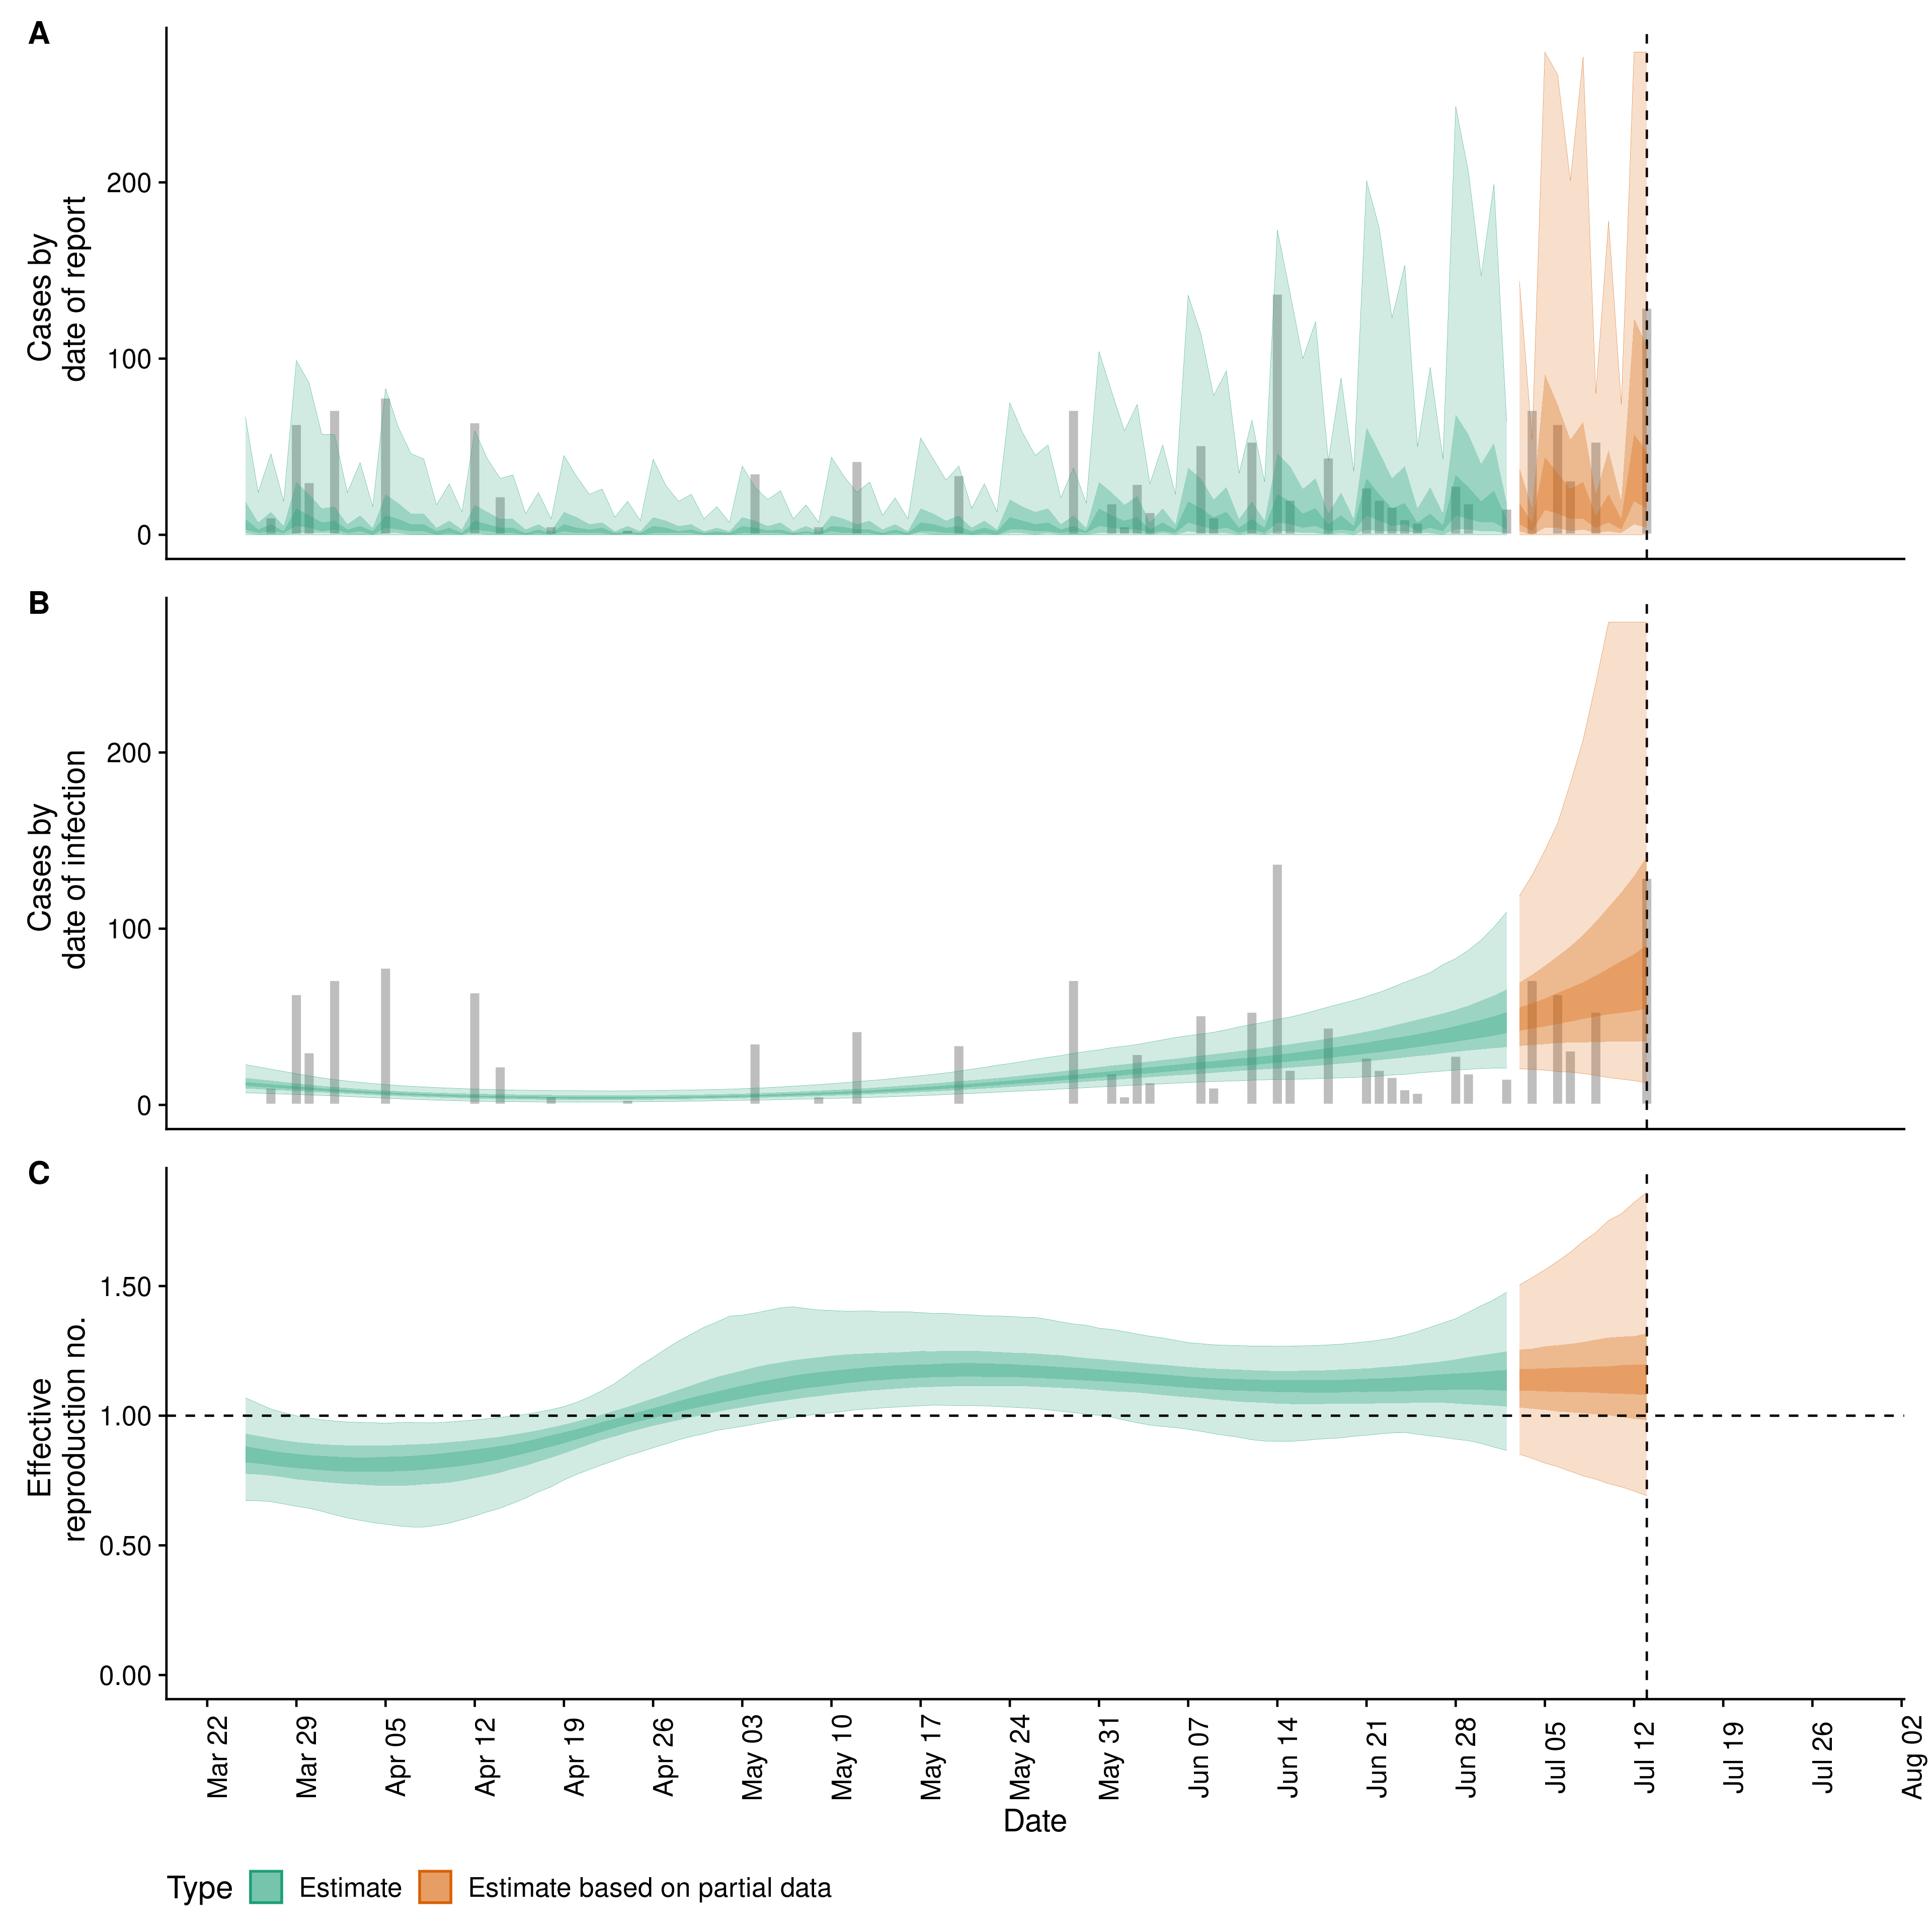 A
Cases by
date of report
200
100
0
B
Cases by
date of infection
200
100
0
C
Effective
reproduction no.
1.50
1.00
0.50
0.00
Mar 22
Mar 29
Apr 05
Apr 12
Apr 19
Apr 26
May 03
May 10
May 17
May 24
May 31
Jun 07
Jun 14
Jun 21
Jun 28
Jul 05
Jul 12
Jul 19
Jul 26
Aug 02
Date
Type
Estimate
Estimate based on partial data